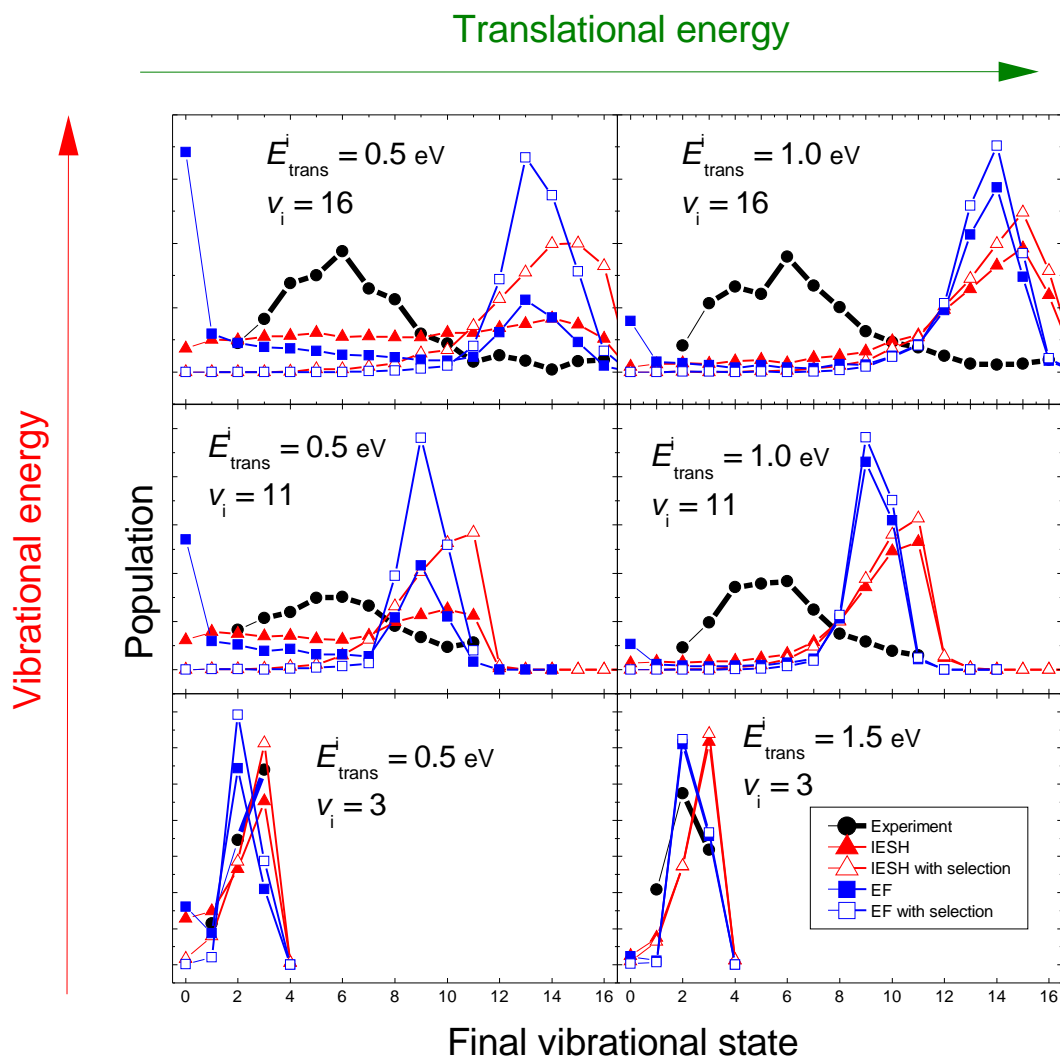 Translational energy
Vibrational energy
E^i_trans = 0.5 eV
v_i = 16
E^i_trans = 1.0 eV
v_i = 16
E^i_trans = 0.5 eV
v_i = 11
E^i_trans = 1.0 eV
v_i = 11
Population
E^i_trans = 0.5 eV
v_i = 3
E^i_trans = 1.5 eV
v_i = 3
Experiment
IESH
IESH with selection
EF
EF with selection
0 2 4 6 8 10 12 14 16 0 2 4 6 8 10 12 14 16
Final vibrational state